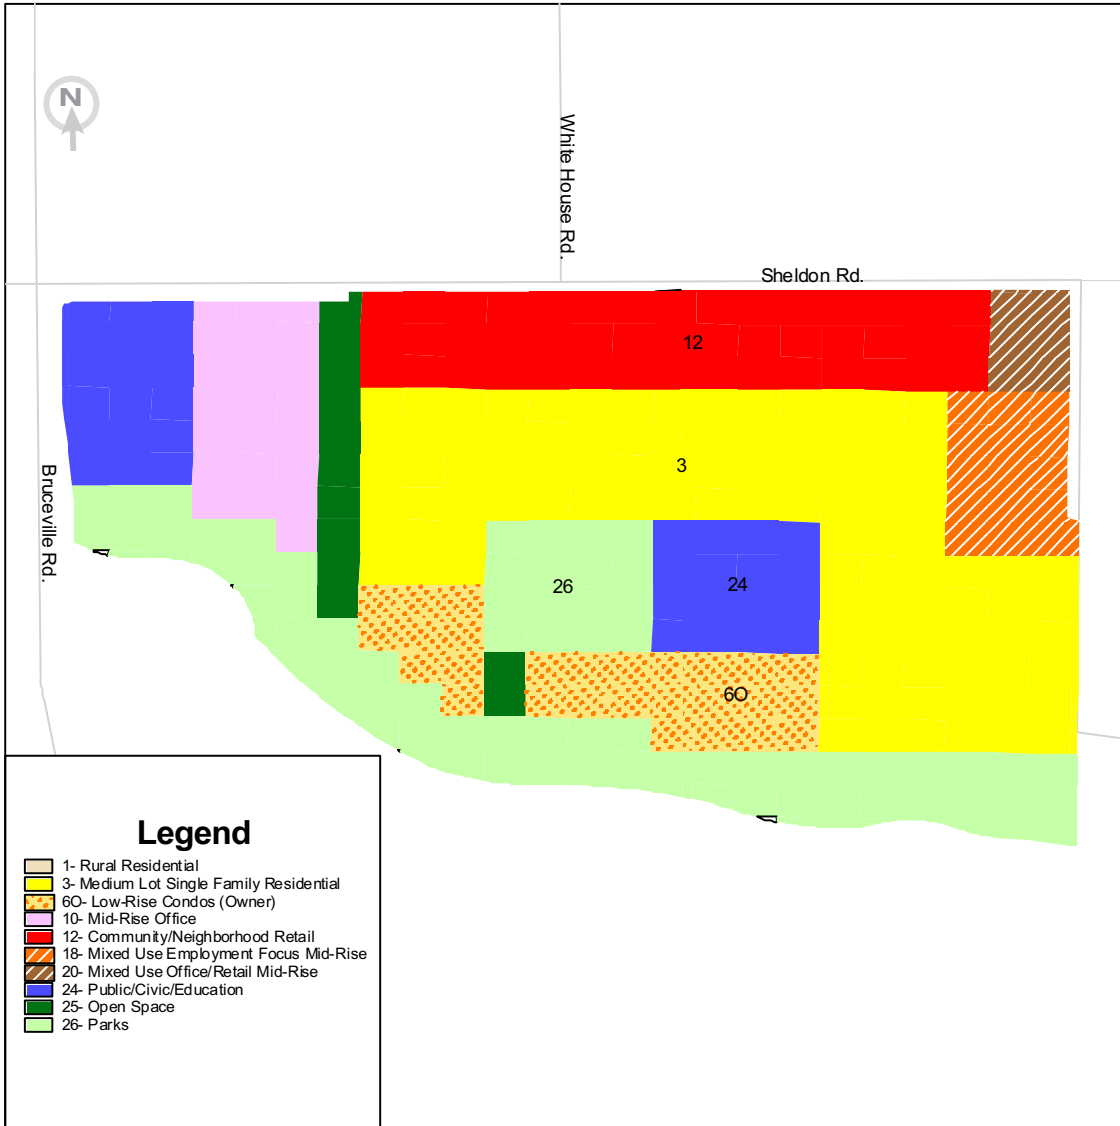 N
White House Rd.
Sheldon Rd.
12
3
Bruceville Rd.
26
24
6O
Legend
1- Rural Residential
3- Medium Lot Single Family Residential
6O- Low-Rise Condos (Owner)
10- Mid-Rise Office
12- Community/Neighborhood Retail
18- Mixed Use Employment Focus Mid-Rise
20- Mixed Use Office/Retail Mid-Rise
24- Public/Civic/Education
25- Open Space
26- Parks